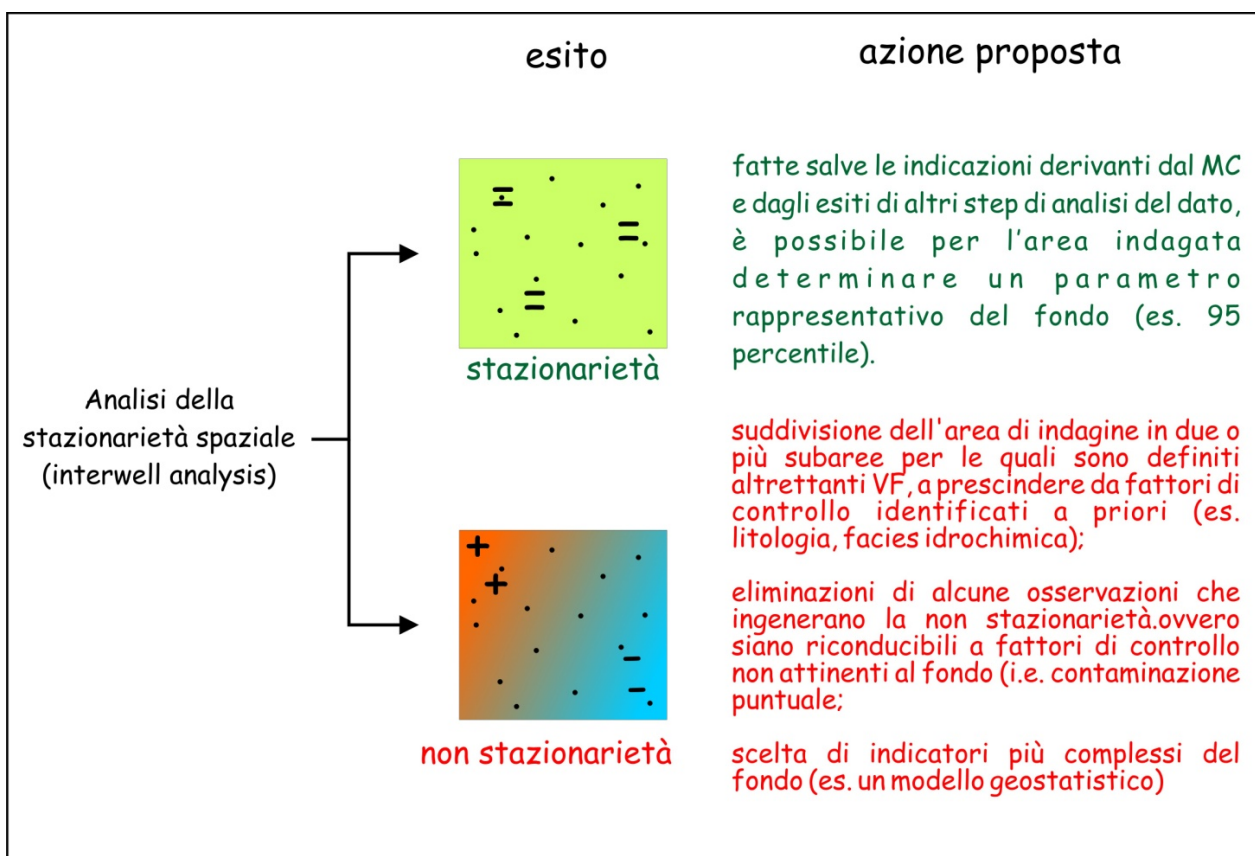 esito
azione proposta
Analisi della
stazionarietà spaziale
(interwell analysis)
stazionarietà
fatte salve le indicazioni derivanti dal MC
e dagli esiti di altri step di analisi del dato,
è possibile per l'area indagata
determinare un parametro
rappresentativo del fondo (es. 95
percentile).
non stazionarietà
suddivisione dell'area di indagine in due o
più subaree per le quali sono definiti
altrettanti VF, a prescindere da fattori di
controllo identificati a priori (es.
litologia, facies idrochimica);
eliminazioni di alcune osservazioni che
ingenerano la non stazionarietà.ovvero
siano riconducibili a fattori di controllo
non attinenti al fondo (i.e. contaminazione
puntuale;
scelta di indicatori più complessi del
fondo (es. un modello geostatistico)